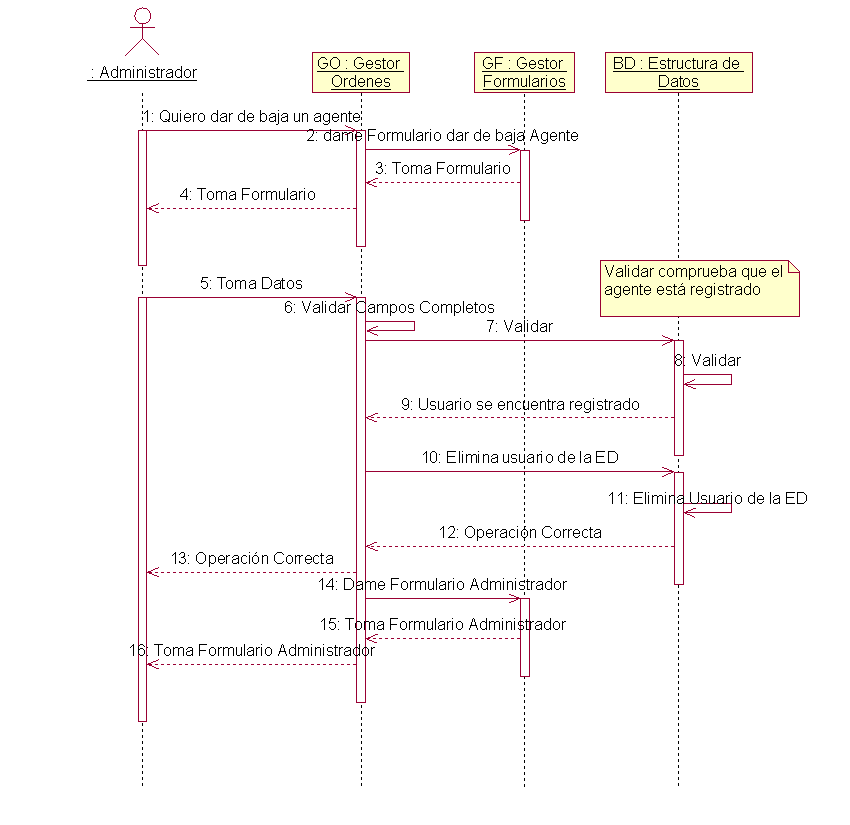 : Administrador
GO : Gestor
Ordenes
GF : Gestor
Formularios
BD : Estructura de
Datos
1: Quiero dar de baja un agente
2: dame Formulario dar de baja Agente
3: Toma Formulario
4: Toma Formulario
Validar comprueba que el
agente está registrado
5: Toma Datos
6: Validar Campos Completos
7: Validar
8: Validar
9: Usuario se encuentra registrado
10: Elimina usuario de la ED
11: Elimina Usuario de la ED
12: Operación Correcta
13: Operación Correcta
14: Dame Formulario Administrador
15: Toma Formulario Administrador
16: Toma Formulario Administrador